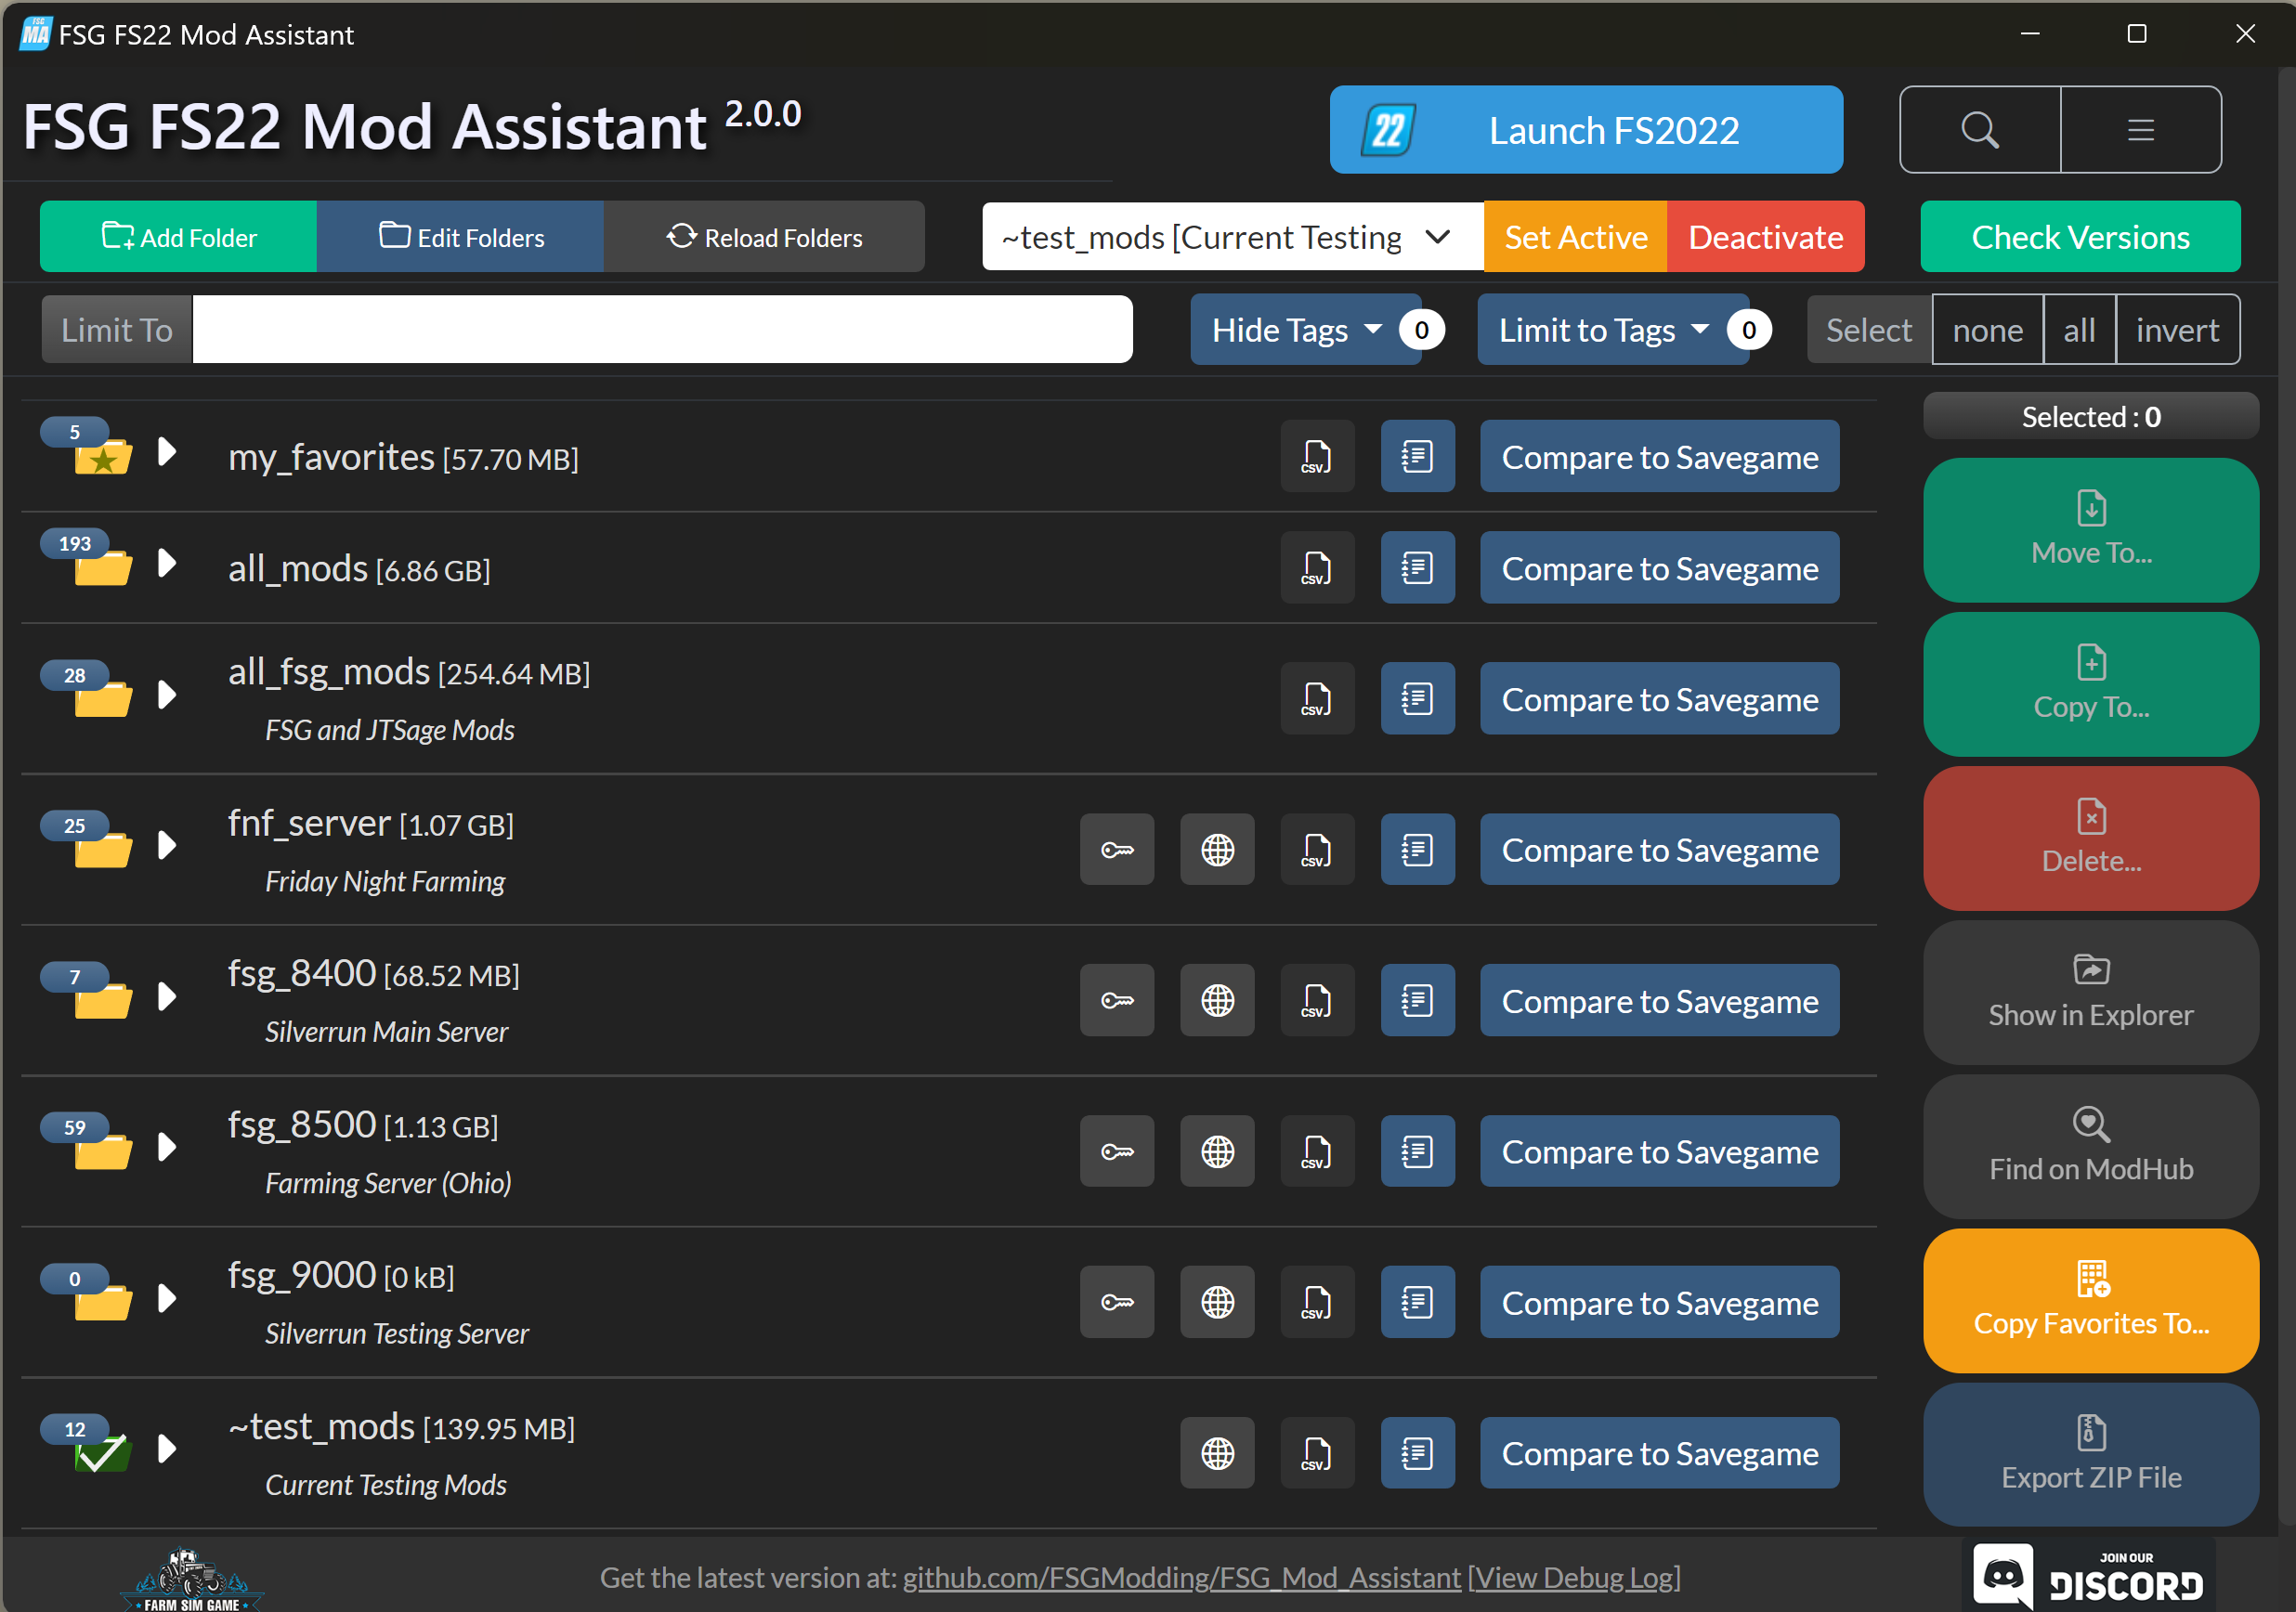 FSG FS22 Mod Assistant
FSG FS22 Mod Assistant 2.0.0
22 Launch FS2022
Add Folder Edit Folders Reload Folders ~test_mods [Current Testing Set Active Deactivate Check Versions
Limit To Hide Tags 0 Limit to Tags 0 Select none all invert
Selected : 0
5 my_favorites [57.70 MB] CSV Compare to Savegame
Move To...
193 all_mods [6.86 GB] CSV Compare to Savegame
28 all_fsg_mods [254.64 MB] CSV Compare to Savegame
FSG and JTSage Mods
Copy To...
25 fnf_server [1.07 GB] CSV Compare to Savegame
Friday Night Farming
Delete...
7 fsg_8400 [68.52 MB] CSV Compare to Savegame
Silverrun Main Server
Show in Explorer
59 fsg_8500 [1.13 GB] CSV Compare to Savegame
Farming Server (Ohio)
Find on ModHub
0 fsg_9000 [0 kB] CSV Compare to Savegame
Silverrun Testing Server
Copy Favorites To...
12 ~test_mods [139.95 MB] CSV Compare to Savegame
Current Testing Mods
Export ZIP File
FARM SIM GAME
Get the latest version at: github.com/FSGModding/FSG_Mod_Assistant [View Debug Log]
JOIN OUR
DISCORD